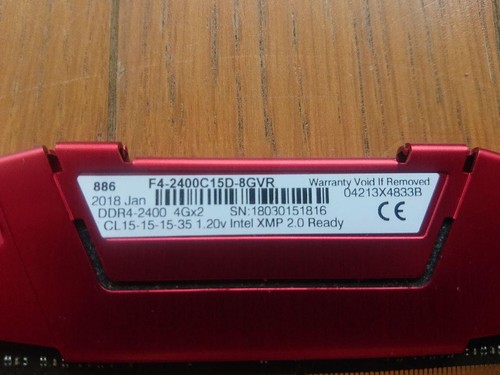 886 F4-2400C15D-8GVR Warranty Void If Removed
2018 Jan 04213X4833B
DDR4-2400 4Gx2 SN:18030151816
CL15-15-15-35 1.20v Intel XMP 2.0 Ready
CE